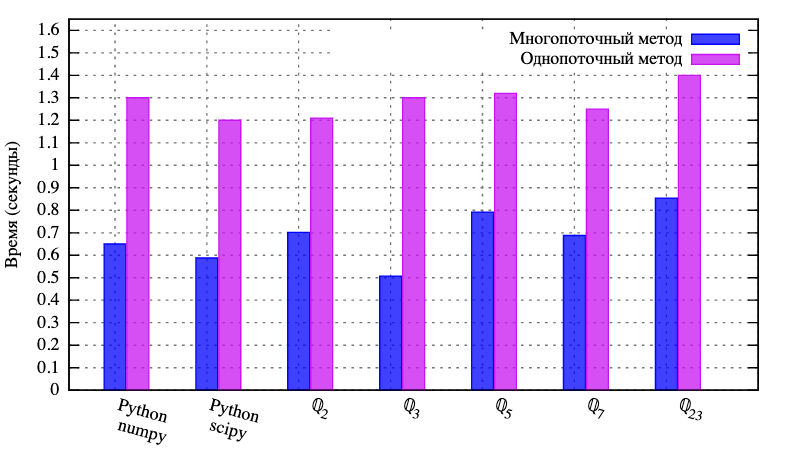 Многопоточный метод
Однопоточный метод
Время (секунды)
1.6
1.5
1.4
1.3
1.2
1.1
1
0.9
0.8
0.7
0.6
0.5
0.4
0.3
0.2
0.1
0
Python
numpy
Python
scipy
ℚ₂
ℚ₃
ℚ₅
ℚ₇
ℚ₂₃